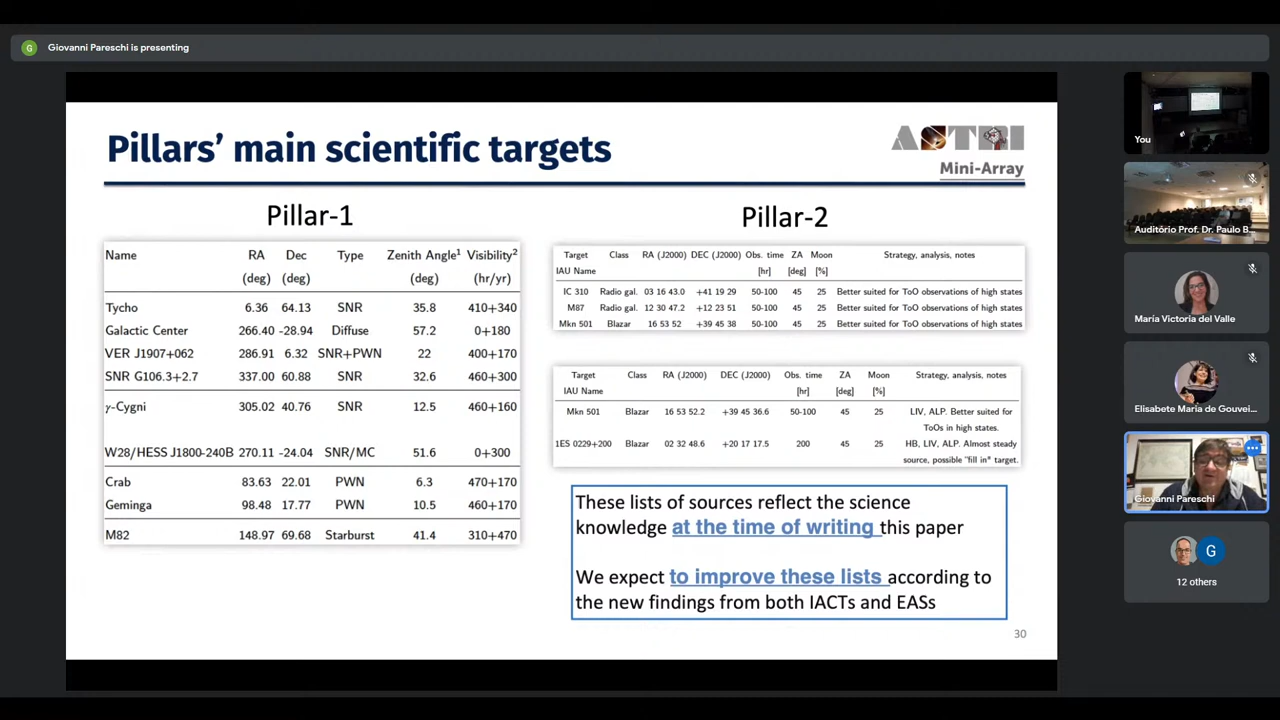 Giovanni Pareschi is presenting
Pillars' main scientific targets
ASTRI
Mini-Array
Pillar-1
Name RA Dec Type Zenith Angle¹ Visibility²
(deg) (deg) (deg) (hr/yr)
Tycho 6.36 64.13 SNR 35.8 410+340
Galactic Center 266.40 -28.94 Diffuse 57.2 0+180
VER J1907+062 286.91 6.32 SNR+PWN 22 400+170
SNR G106.3+2.7 337.00 60.88 SNR 32.6 460+300
γ-Cygni 305.02 40.76 SNR 12.5 460+160
W28/HESS J1800-240B 270.11 -24.04 SNR/MC 51.6 0+300
Crab 83.63 22.01 PWN 6.3 470+170
Geminga 98.48 17.77 PWN 10.5 460+170
M82 148.97 69.68 Starburst 41.4 310+470
Pillar-2
Target Class RA (J2000) DEC (J2000) Obs. time ZA Moon Strategy, analysis, notes
IAU Name [hr] [deg] [%]
IC 310 Radio gal. 03 16 43.0 +41 19 29 50-100 45 25 Better suited for ToO observations of high states
M87 Radio gal. 12 30 47.2 +12 23 51 50-100 45 25 Better suited for ToO observations of high states
Mkn 501 Blazar 16 53 52 +39 45 38 50-100 45 25 Better suited for ToO observations of high states
Target Class RA (J2000) DEC (J2000) Obs. time ZA Moon Strategy, analysis, notes
IAU Name [hr] [deg] [%]
Mkn 501 Blazar 16 53 52.2 +39 45 36.6 50-100 45 25 LIV, ALP. Better suited for
ToOs in high states.
1ES 0229+200 Blazar 02 32 48.6 +20 17 17.5 200 45 25 HB, LIV, ALP. Almost steady
source, possible "fill in" target.
These lists of sources reflect the science
knowledge at the time of writing this paper
We expect to improve these lists according to
the new findings from both IACTs and EASs
30
You
Auditório Prof. Dr. Paulo B...
María Victoria del Valle
Elisabete Maria de Gouvei...
Giovanni Pareschi
G
12 others